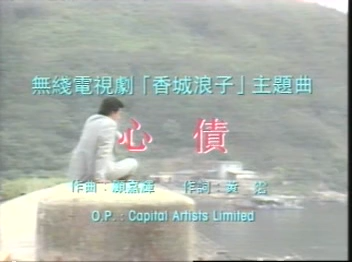 無綫電視劇「香城浪子」主題曲
心 債
作曲：顧嘉煇 作詞：黃 霑
O.P. : Capital Artists Limited